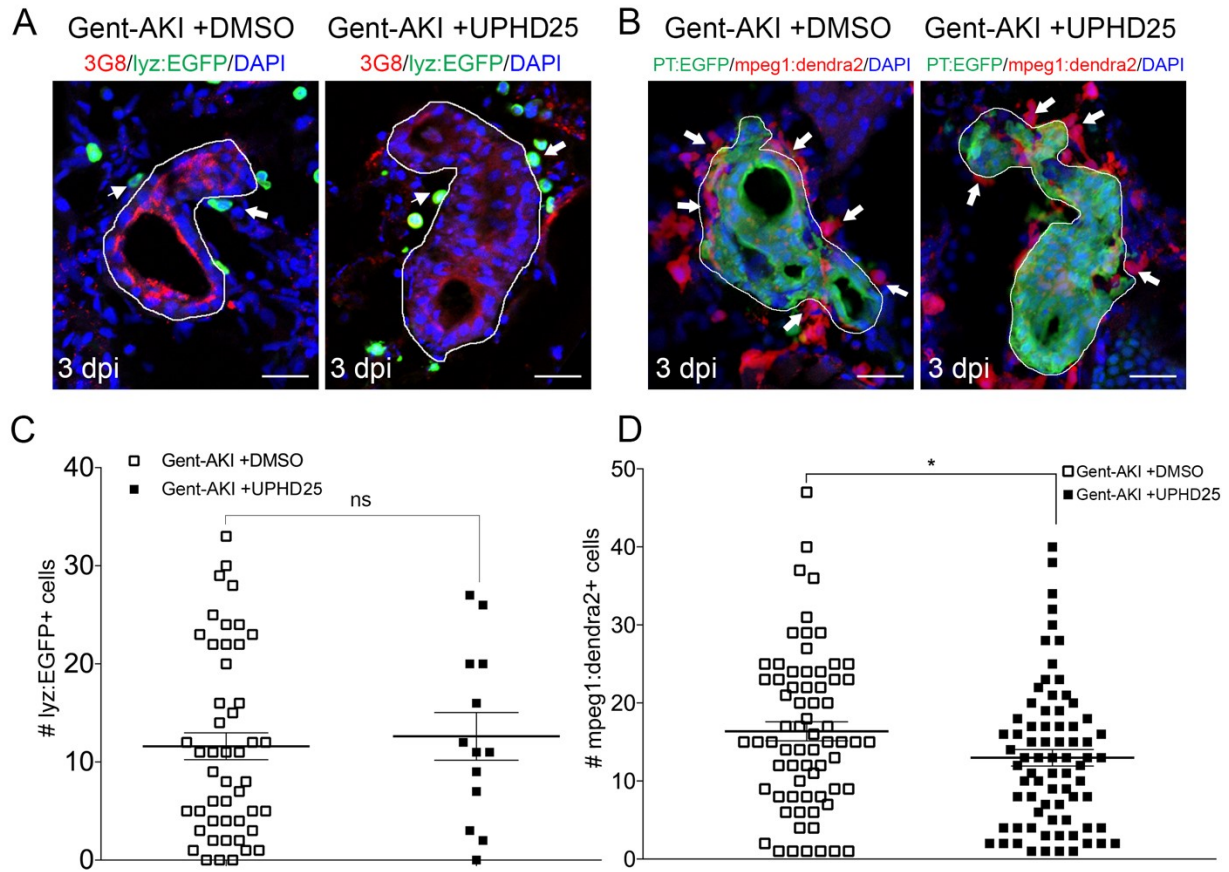 A
Gent-AKI +DMSO
Gent-AKI +UPHD25
3G8/lyz:EGFP/DAPI
3G8/lyz:EGFP/DAPI
3 dpi
3 dpi
B
Gent-AKI +DMSO
Gent-AKI +UPHD25
PT:EGFP/mpeg1:dendra2/DAPI
PT:EGFP/mpeg1:dendra2/DAPI
3 dpi
3 dpi
C
Gent-AKI +DMSO
Gent-AKI +UPHD25
ns
# lyz:EGFP+ cells
40
30
20
10
0
D
Gent-AKI +DMSO
Gent-AKI +UPHD25
*
# mpeg1:dendra2+ cells
50
40
30
20
10
0